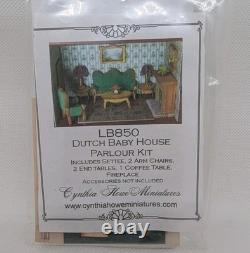 LB850
DUTCH BABY HOUSE
PARLOUR KIT
INCLUDES SETTEE, 2 ARM CHAIRS,
2 END TABLES, 1 COFFEE TABLE,
FIREPLACE
ACCESSORIES NOT INCLUDED
Cynthia Howe Miniatures
www.cynthiahoweminiatures.com